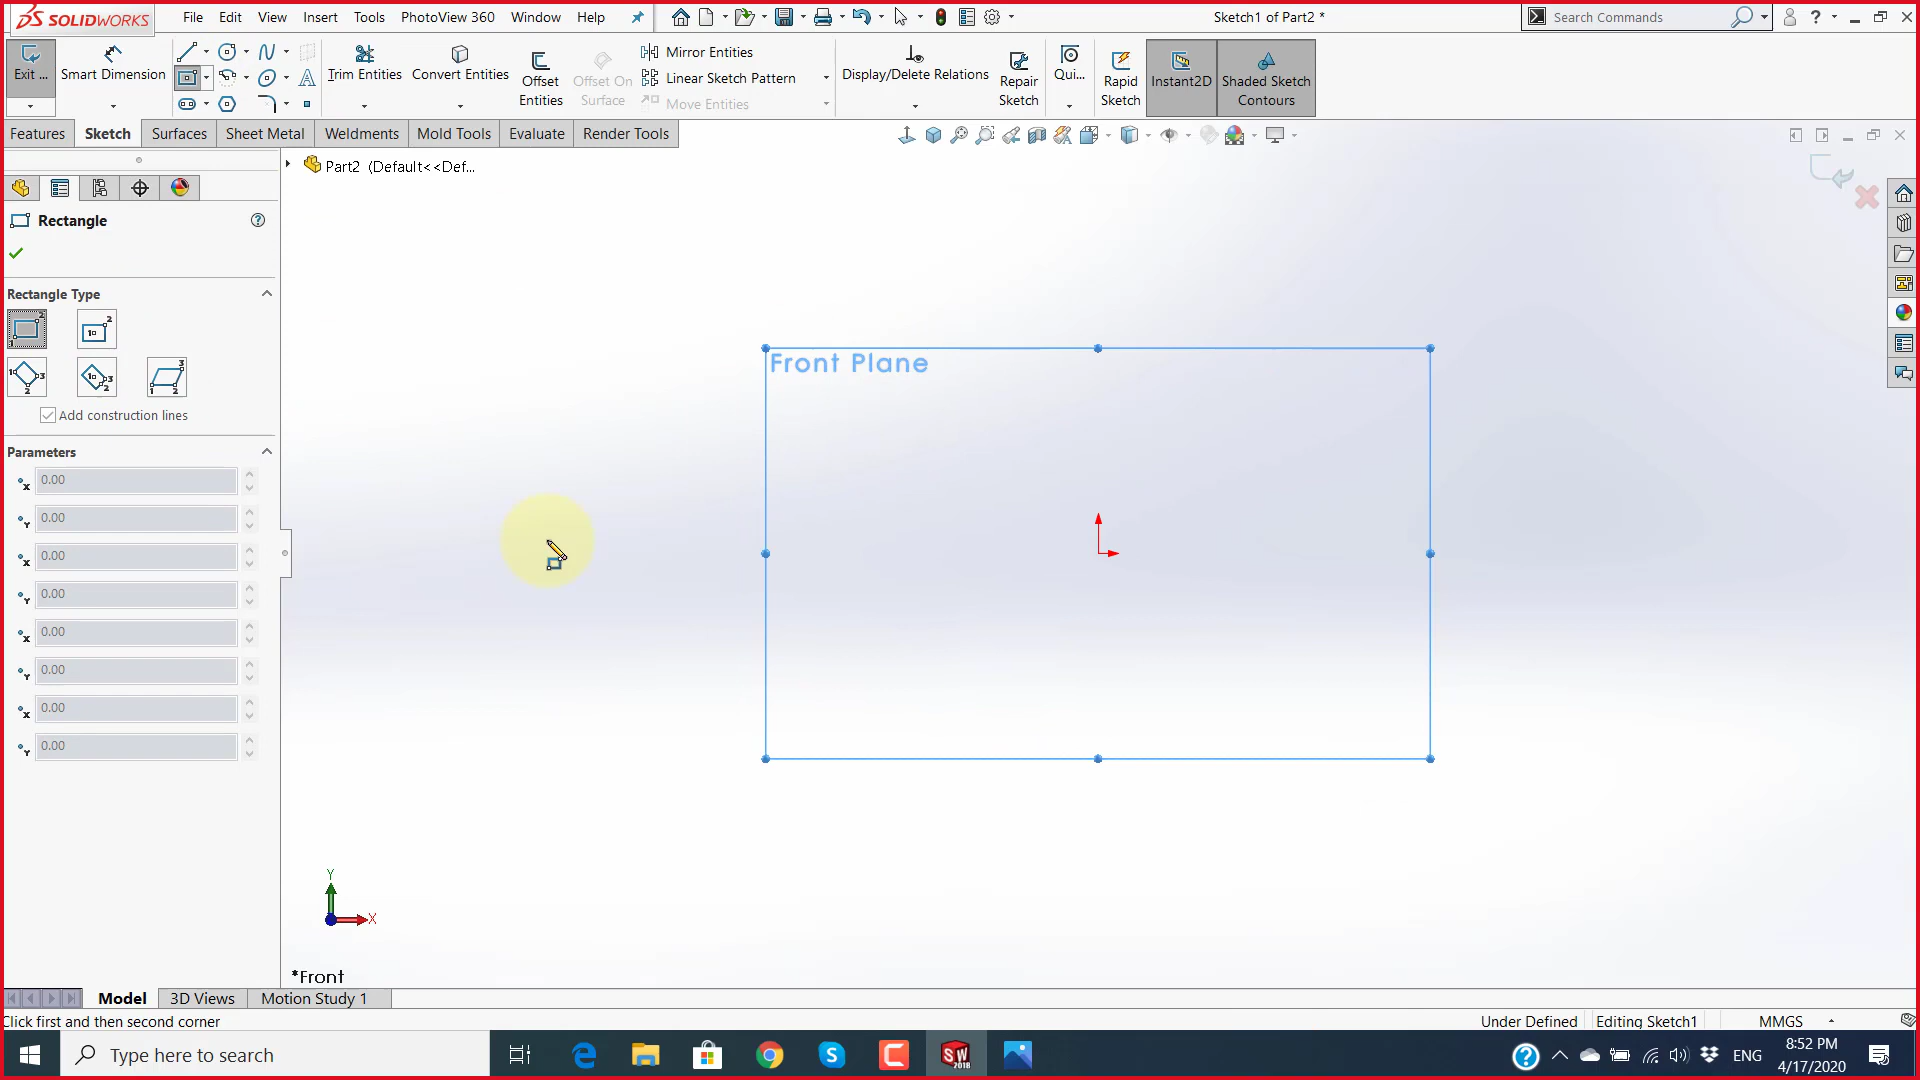 SOLIDWORKS File Edit View Insert Tools PhotoView 360 Window Help Sketch1 of Part2 * Search Commands ?
Exit ... Smart Dimension Trim Entities Convert Entities Offset Entities Offset On Surface Mirror Entities Linear Sketch Pattern Move Entities Display/Delete Relations Repair Sketch Qui... Rapid Sketch Instant2D Shaded Sketch Contours
Features Sketch Surfaces Sheet Metal Weldments Mold Tools Evaluate Render Tools
Part2 (Default<<Def...
Rectangle
Rectangle Type
Add construction lines
Parameters
x 0.00
Y 0.00
x 0.00
Y 0.00
x 0.00
Y 0.00
x 0.00
Y 0.00
Front Plane
Y
X
*Front
Model 3D Views Motion Study 1
Click first and then second corner Under Defined Editing Sketch1 MMGS
Type here to search SW 2018 ENG 8:52 PM
4/17/2020